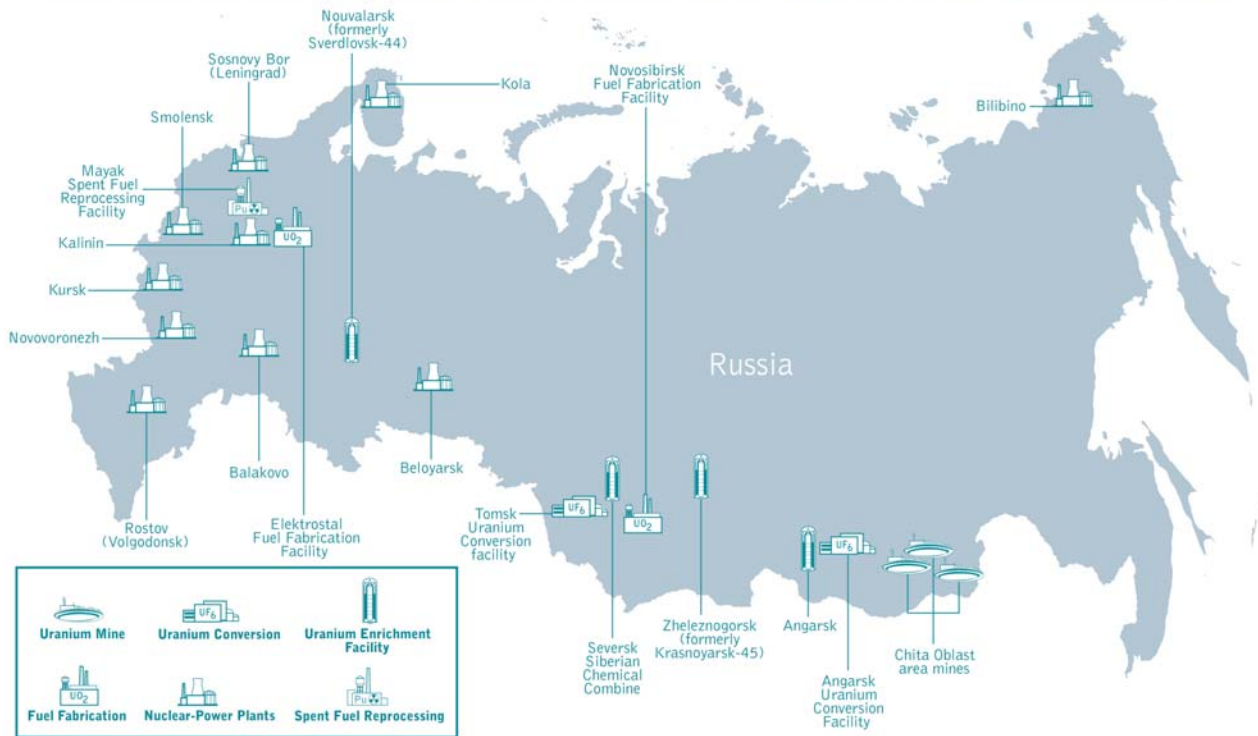 Nouvalarsk
(formerly
Sverdlovsk-44)
Sosnovy Bor
(Leningrad)
Kola
Novosibirsk
Fuel Fabrication
Facility
Bilibino
Smolensk
Mayak
Spent Fuel
Reprocessing
Facility
Pu
Kalinin
UO2
Kursk
Novovoronezh
Russia
Balakovo
Beloyarsk
Rostov
(Volgodonsk)
Elektrostal
Fuel Fabrication
Facility
Tomsk
Uranium
Conversion
facility
UF6
UO2
UF6
Seversk
Siberian
Chemical
Combine
Zheleznogorsk
(formerly
Krasnoyarsk-45)
Angarsk
Angarsk
Uranium
Conversion
Facility
Chita Oblast
area mines
Uranium Mine
UF6
Uranium Conversion
Uranium Enrichment
Facility
UO2
Fuel Fabrication
Nuclear-Power Plants
Pu
Spent Fuel Reprocessing